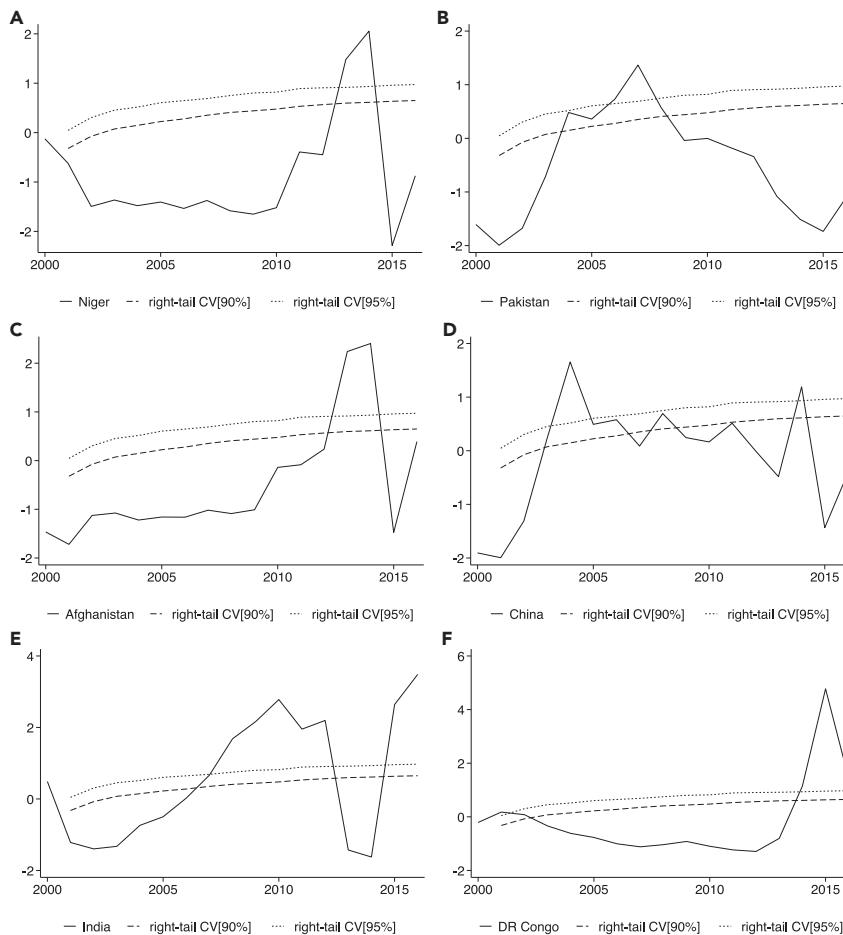 A
2
1
0
-1
-2
2000 2005 2010 2015
Niger right-tail CV[90%] right-tail CV[95%]
B
2
1
0
-1
-2
2000 2005 2010 2015
Pakistan right-tail CV[90%] right-tail CV[95%]
C
2
1
0
-1
-2
2000 2005 2010 2015
Afghanistan right-tail CV[90%] right-tail CV[95%]
D
2
1
0
-1
-2
2000 2005 2010 2015
China right-tail CV[90%] right-tail CV[95%]
E
4
2
0
-2
2000 2005 2010 2015
India right-tail CV[90%] right-tail CV[95%]
F
6
4
2
0
-2
2000 2005 2010 2015
DR Congo right-tail CV[90%] right-tail CV[95%]